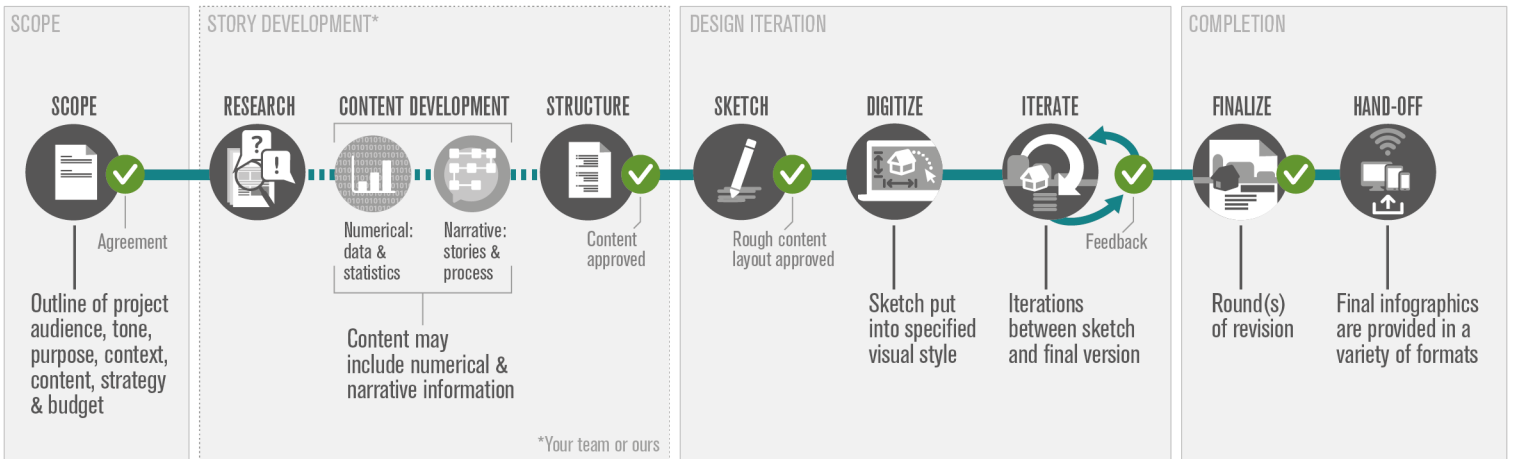 SCOPE
SCOPE
Agreement
Outline of project
audience, tone,
purpose, context,
content, strategy
& budget
STORY DEVELOPMENT*
RESEARCH
?
!
CONTENT DEVELOPMENT
Numerical:
data &
statistics
Narrative:
stories &
process
Content may
include numerical &
narrative information
STRUCTURE
Content
approved
*Your team or ours
DESIGN ITERATION
SKETCH
Rough content
layout approved
DIGITIZE
Sketch put
into specified
visual style
ITERATE
Feedback
Iterations
between sketch
and final version
COMPLETION
FINALIZE
Round(s)
of revision
HAND-OFF
Final infographics
are provided in a
variety of formats